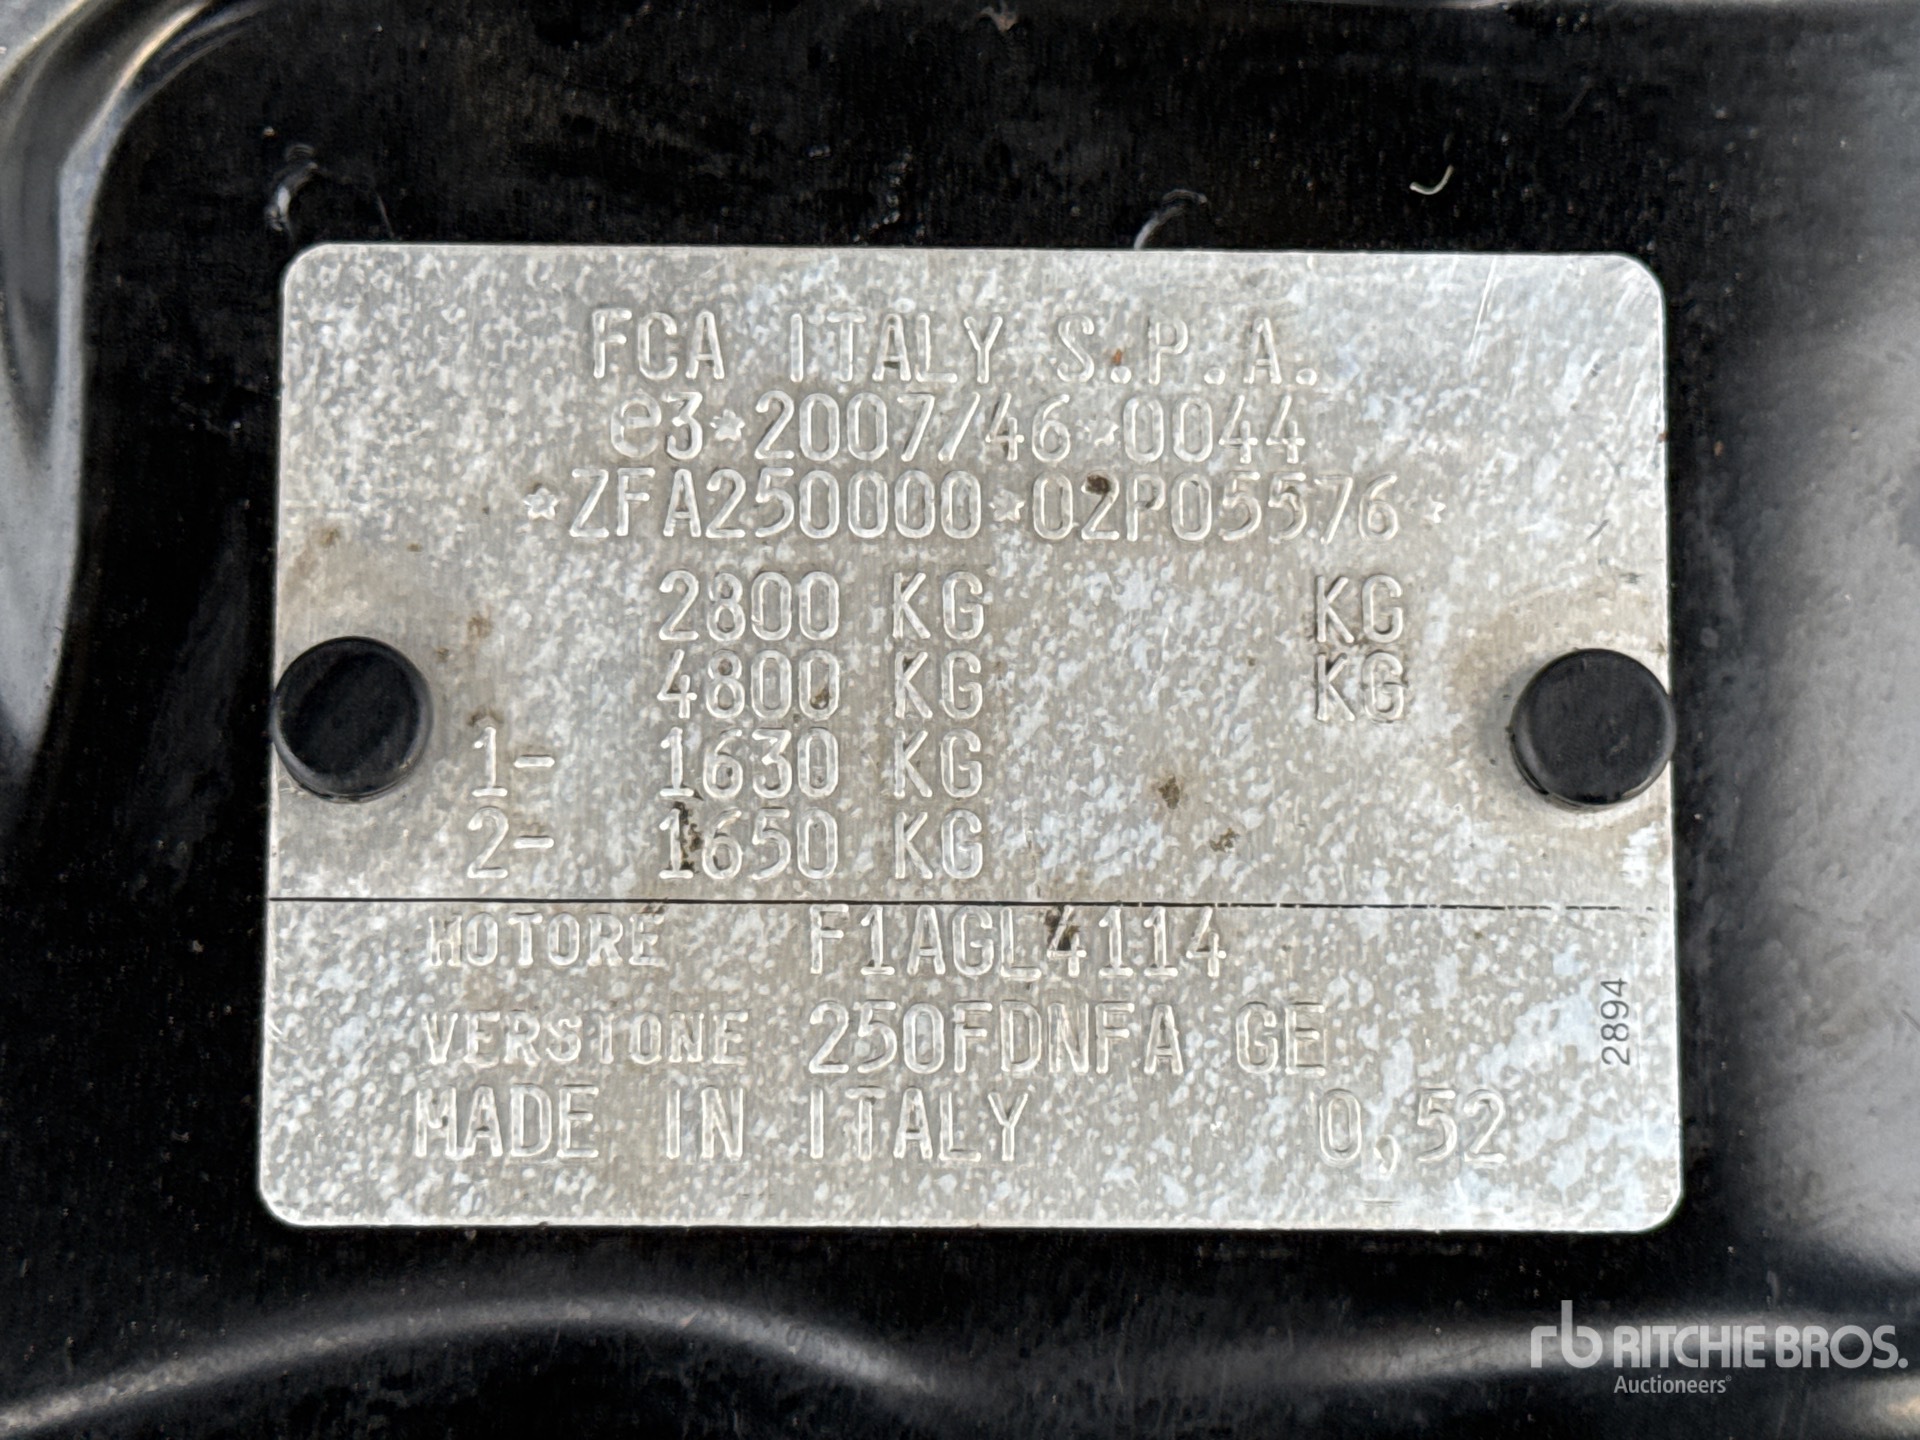 FCA ITALY S.P.A.
e3*2007/46*0044
*ZFA250000*02P05576*
2800 KG KG
4800 KG KG
1- 1630 KG
2- 1650 KG
MOTORE F1AGL4114
VERSIONE 250FDNFA GE
MADE IN ITALY 0,52
2894
rb RITCHIE BROS.
Auctioneers